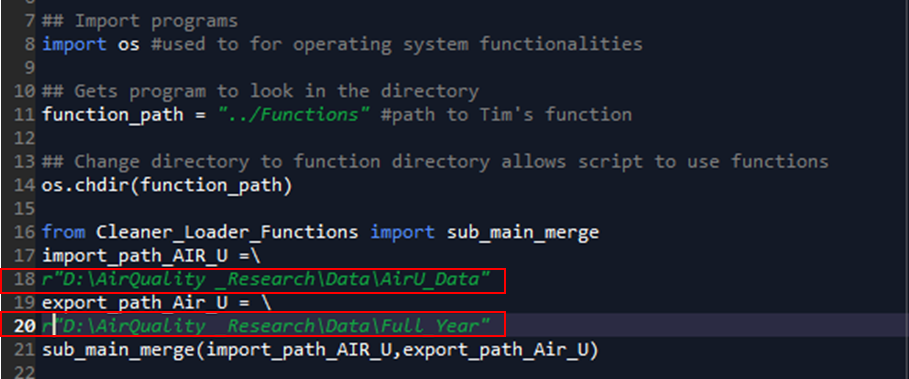 7 ## Import programs
8 import os #used to for operating system functionalities
9
10 ## Gets program to look in the directory
11 function_path = "../Functions" #path to Tim's function
12
13 ## Change directory to function directory allows script to use functions
14 os.chdir(function_path)
15
16 from Cleaner_Loader_Functions import sub_main_merge
17 import_path_AIR_U =\
18 r"D:\AirQuality _Research\Data\AirU_Data"
19 export_path_Air_U = \
20 r"D:\AirQuality _Research\Data\Full_Year"
21 sub_main_merge(import_path_AIR_U,export_path_Air_U)
22